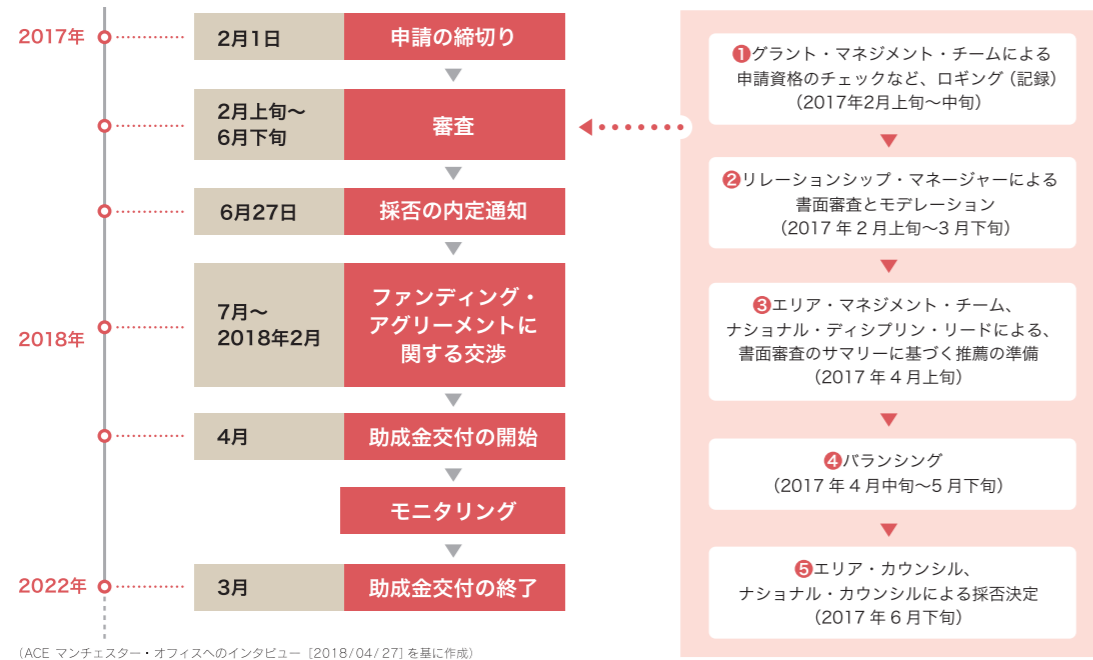 2017年
2月1日
申請の締切り
2月上旬〜
6月下旬
審査
6月27日
採否の内定通知
2018年
7月〜
2018年2月
ファンディング・
アグリーメントに
関する交渉
4月
助成金交付の開始
モニタリング
2022年
3月
助成金交付の終了
❶グラント・マネジメント・チームによる
申請資格のチェックなど、ロギング（記録）
（2017年2月上旬〜中旬）
❷リレーションシップ・マネージャーによる
書面審査とモデレーション
（2017 年 2 月上旬〜3 月下旬）
❸エリア・マネジメント・チーム、
ナショナル・ディシプリン・リードによる、
書面審査のサマリーに基づく推薦の準備
（2017 年 4 月上旬）
❹バランシング
（2017 年 4 月中旬〜5 月下旬）
❺エリア・カウンシル、
ナショナル・カウンシルによる採否決定
（2017 年 6 月下旬）
（ACE マンチェスター・オフィスへのインタビュー［2018/04/27］を基に作成）